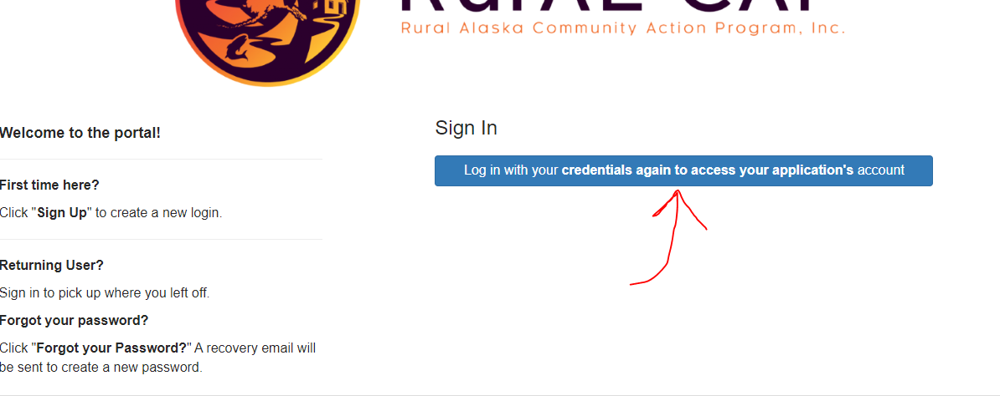 RurAL CAP
Rural Alaska Community Action Program, Inc.
Welcome to the portal!
First time here?
Click "Sign Up" to create a new login.
Returning User?
Sign in to pick up where you left off.
Forgot your password?
Click "Forgot your Password?" A recovery email will
be sent to create a new password.
Sign In
Log in with your credentials again to access your application's account